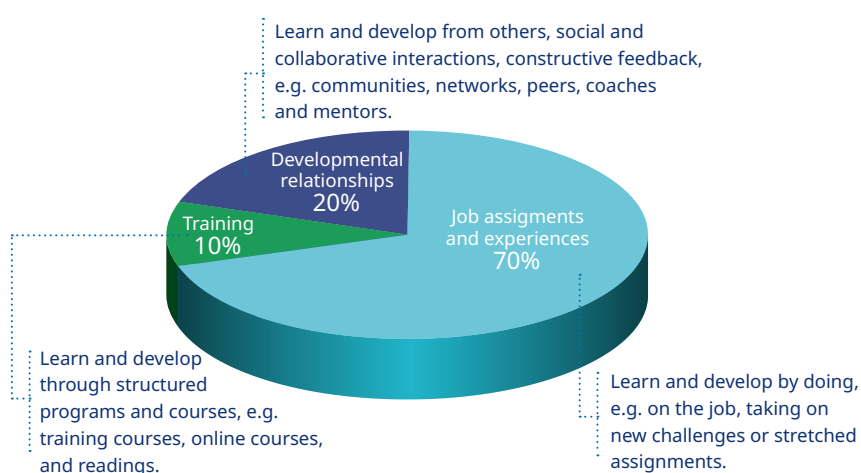 Learn and develop from others, social and
collaborative interactions, constructive feedback,
e.g. communities, networks, peers, coaches
and mentors.
Developmental
relationships
20%
Training
10%
Job assigments
and experiences
70%
Learn and develop
through structured
programs and courses, e.g.
training courses, online courses,
and readings.
Learn and develop by doing,
e.g. on the job, taking on
new challenges or stretched
assignments.